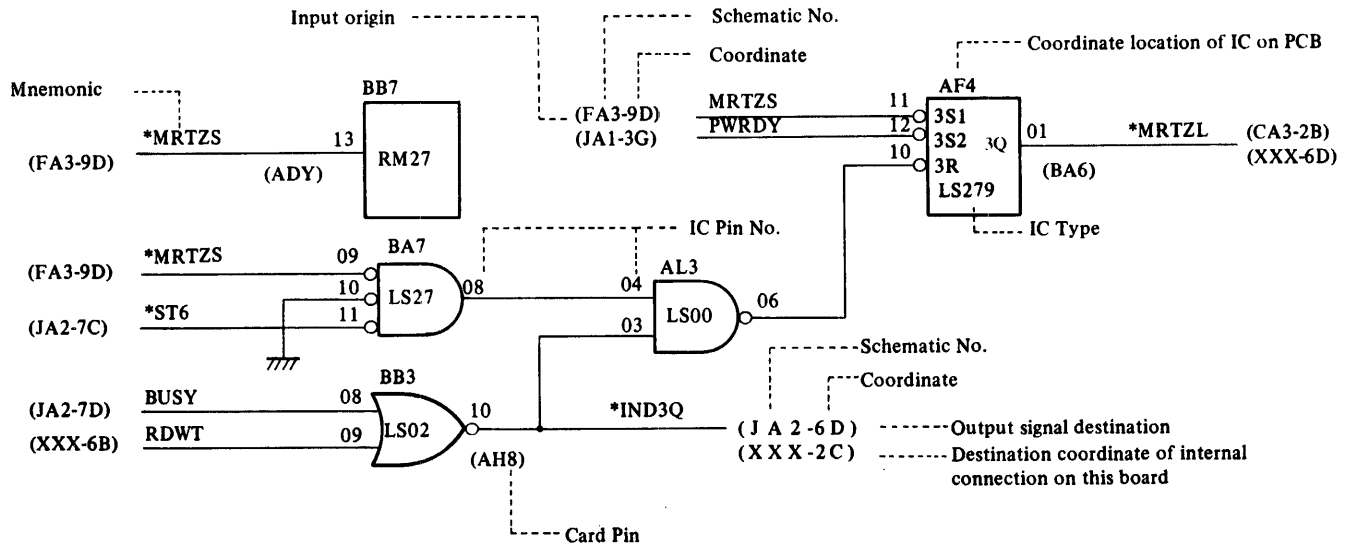 Input origin
Schematic No.
Coordinate
Coordinate location of IC on PCB
Mnemonic
BB7
AF4
(FA3-9D)
(JA1-3G)
MRTZS
PWRDY
11
12
10
3S1
3S2
3R
3Q
LS279
01
*MRTZL
(CA3-2B)
(XXX-6D)
(BA6)
*MRTZS
(FA3-9D)
13
(ADY)
RM27
IC Pin No.
IC Type
BA7
*MRTZS
(FA3-9D)
09
10
11
LS27
08
*ST6
(JA2-7C)
AL3
04
03
LS00
06
Schematic No.
Coordinate
BB3
BUSY
(JA2-7D)
08
RDWT
(XXX-6B)
09
LS02
10
(AH8)
*IND3Q
(JA2-6D)
(XXX-2C)
Output signal destination
Destination coordinate of internal
connection on this board
Card Pin